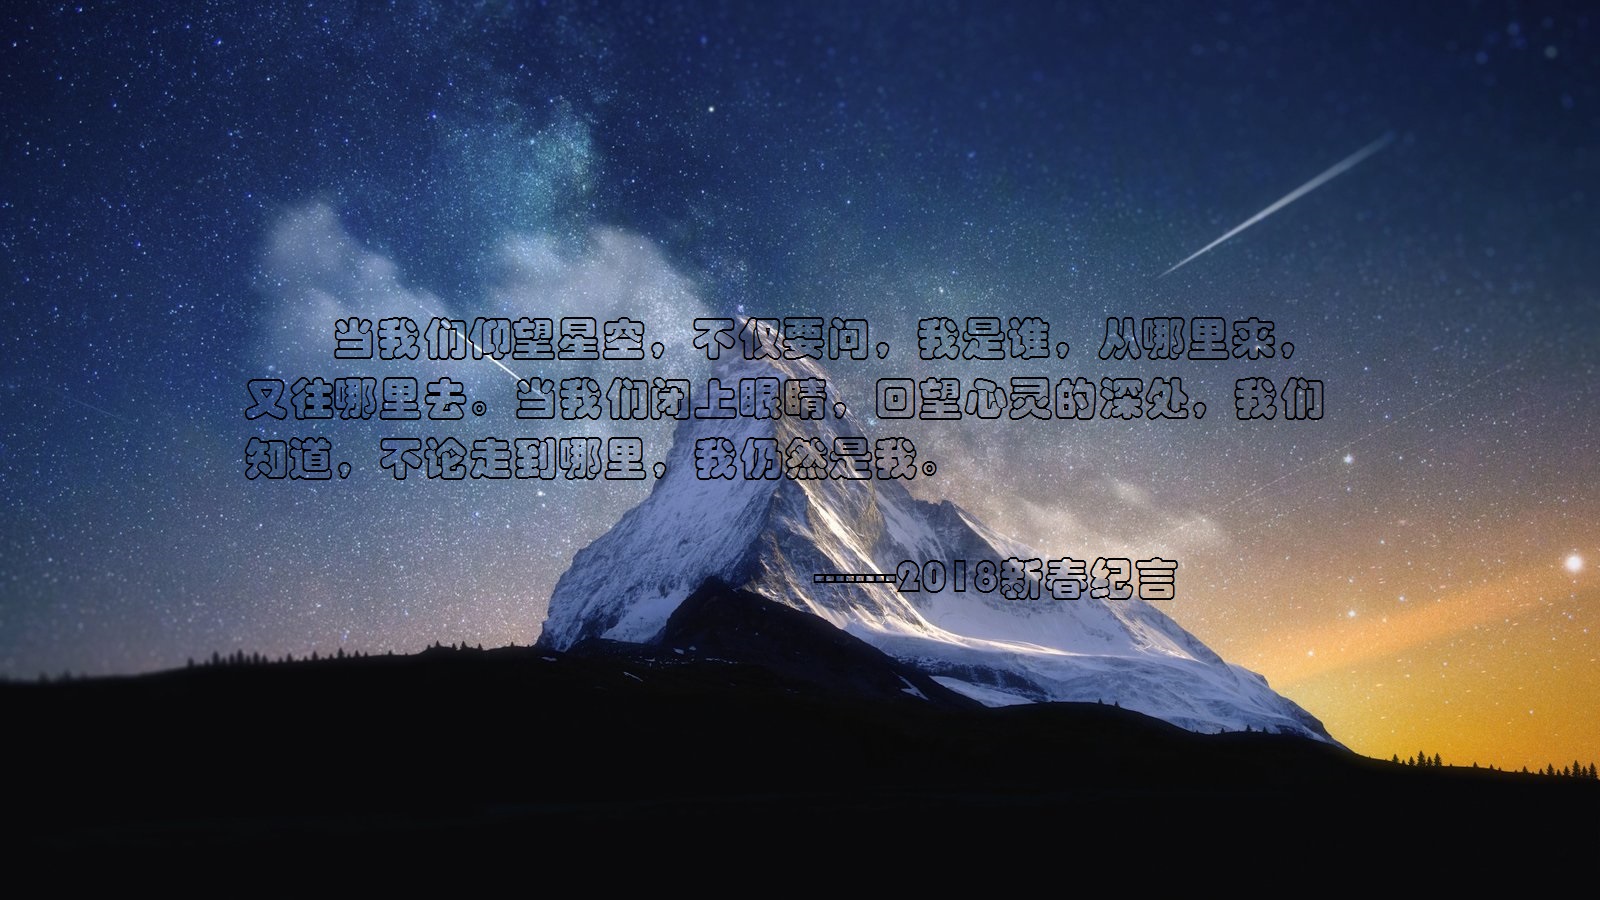 当我们仰望星空，不仅要问，我是谁，从哪里来，
又往哪里去。当我们闭上眼睛，回望心灵的深处，我们
知道，不论走到哪里，我仍然是我。
——2018新春纪言